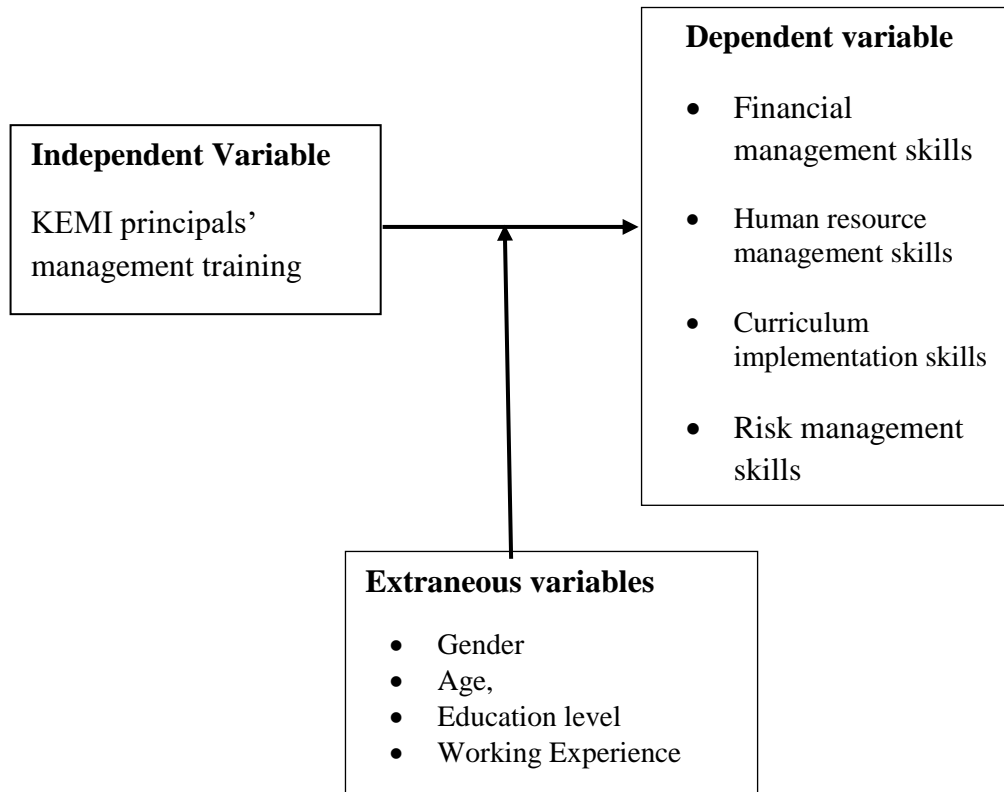 Independent Variable
KEMI principals’
management training
Dependent variable
• Financial
management skills
• Human resource
management skills
• Curriculum
implementation skills
• Risk management
skills
Extraneous variables
• Gender
• Age,
• Education level
• Working Experience